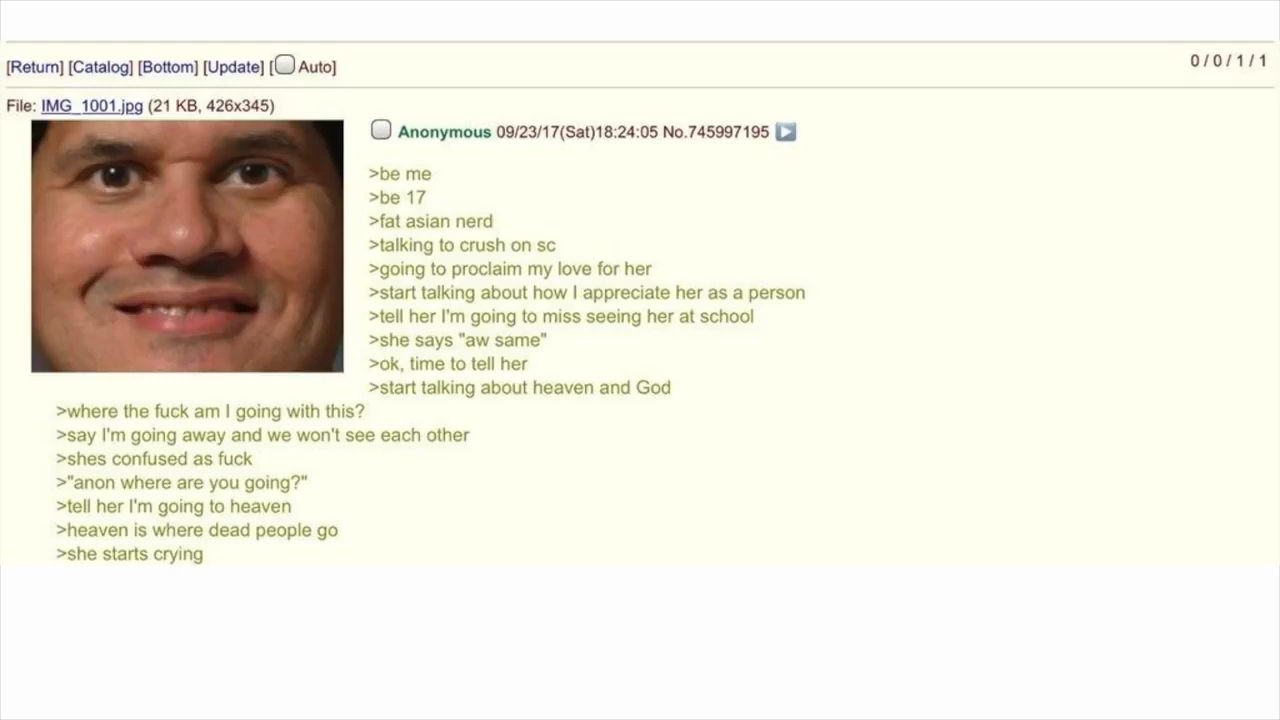 [Return] [Catalog] [Bottom] [Update] [ Auto]
0 / 0 / 1 / 1
File: IMG_1001.jpg (21 KB, 426x345)
Anonymous 09/23/17(Sat)18:24:05 No.745997195
>be me
>be 17
>fat asian nerd
>talking to crush on sc
>going to proclaim my love for her
>start talking about how I appreciate her as a person
>tell her I'm going to miss seeing her at school
>she says "aw same"
>ok, time to tell her
>start talking about heaven and God
>where the fuck am I going with this?
>say I'm going away and we won't see each other
>shes confused as fuck
>"anon where are you going?"
>tell her I'm going to heaven
>heaven is where dead people go
>she starts crying